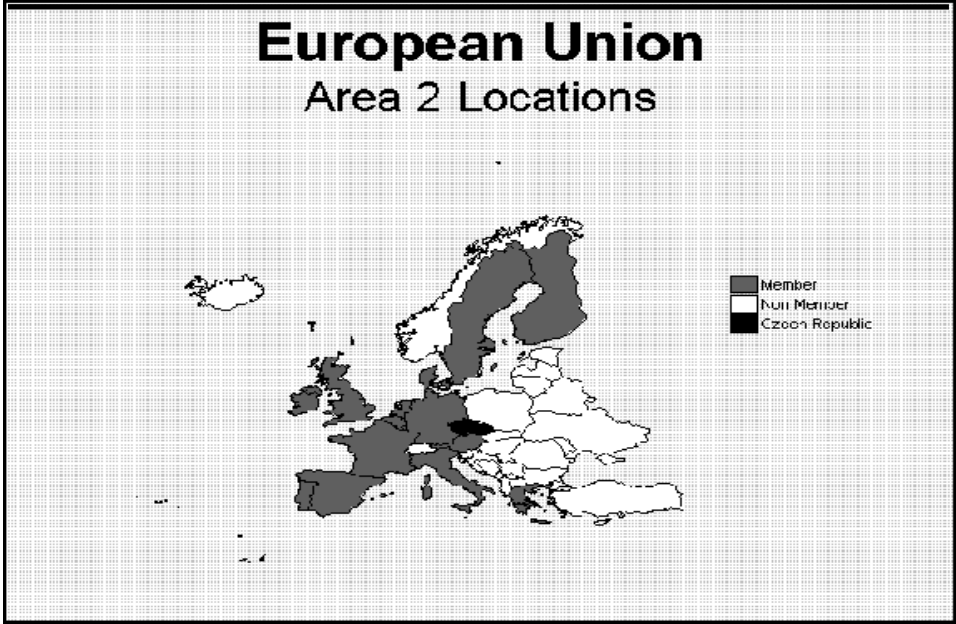 European Union
Area 2 Locations
Member
Non Member
Czech Republic